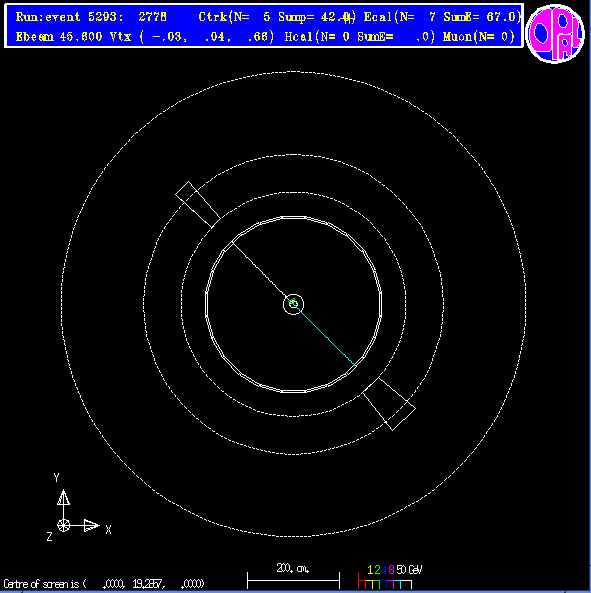 Run:event 5293: 2778 Ctrk(N= 5 Sump= 42.4) Ecal(N= 7 SumE= 67.0)
Ebeam 45.600 Vtx ( -.03, .04, .66) Hcal(N= 0 SumE= .0) Muon(N= 0)
OPAL
Y
X
Z
200. cm.
1 2 4 8 50 GeV
Centre of screen is ( .0000, 19.2857, .0000)